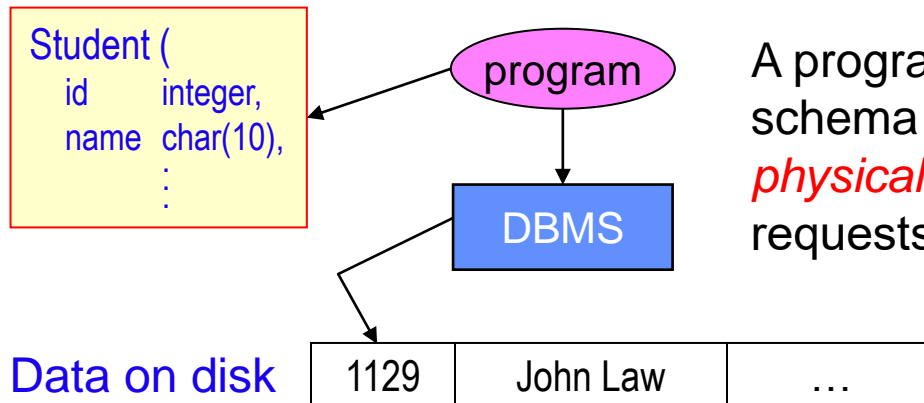 Student (
id integer,
name char(10),
:
program
DBMS
A progra
schema
physical
requests
Data on disk
1129 John Law …